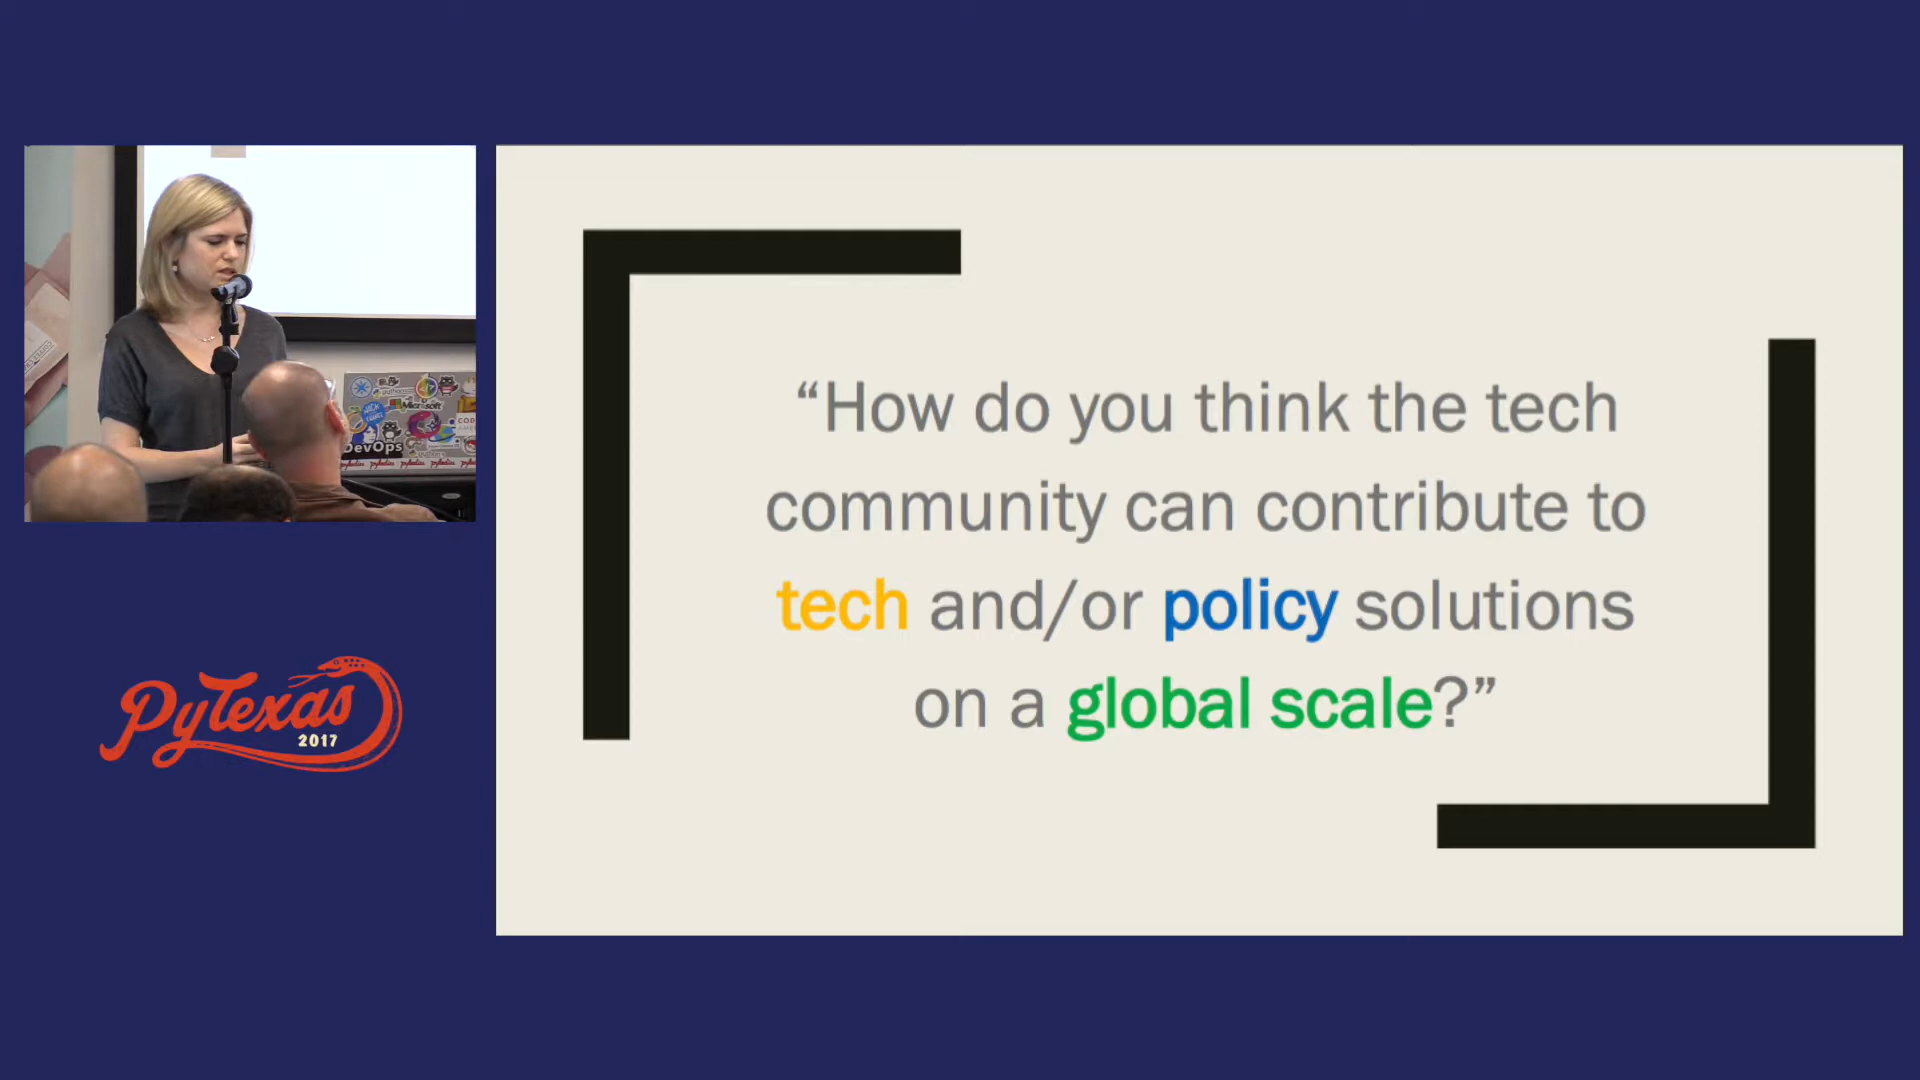 “How do you think the tech
community can contribute to
tech and/or policy solutions
on a global scale?”
Microsoft
DevOps
PyTexas
2017